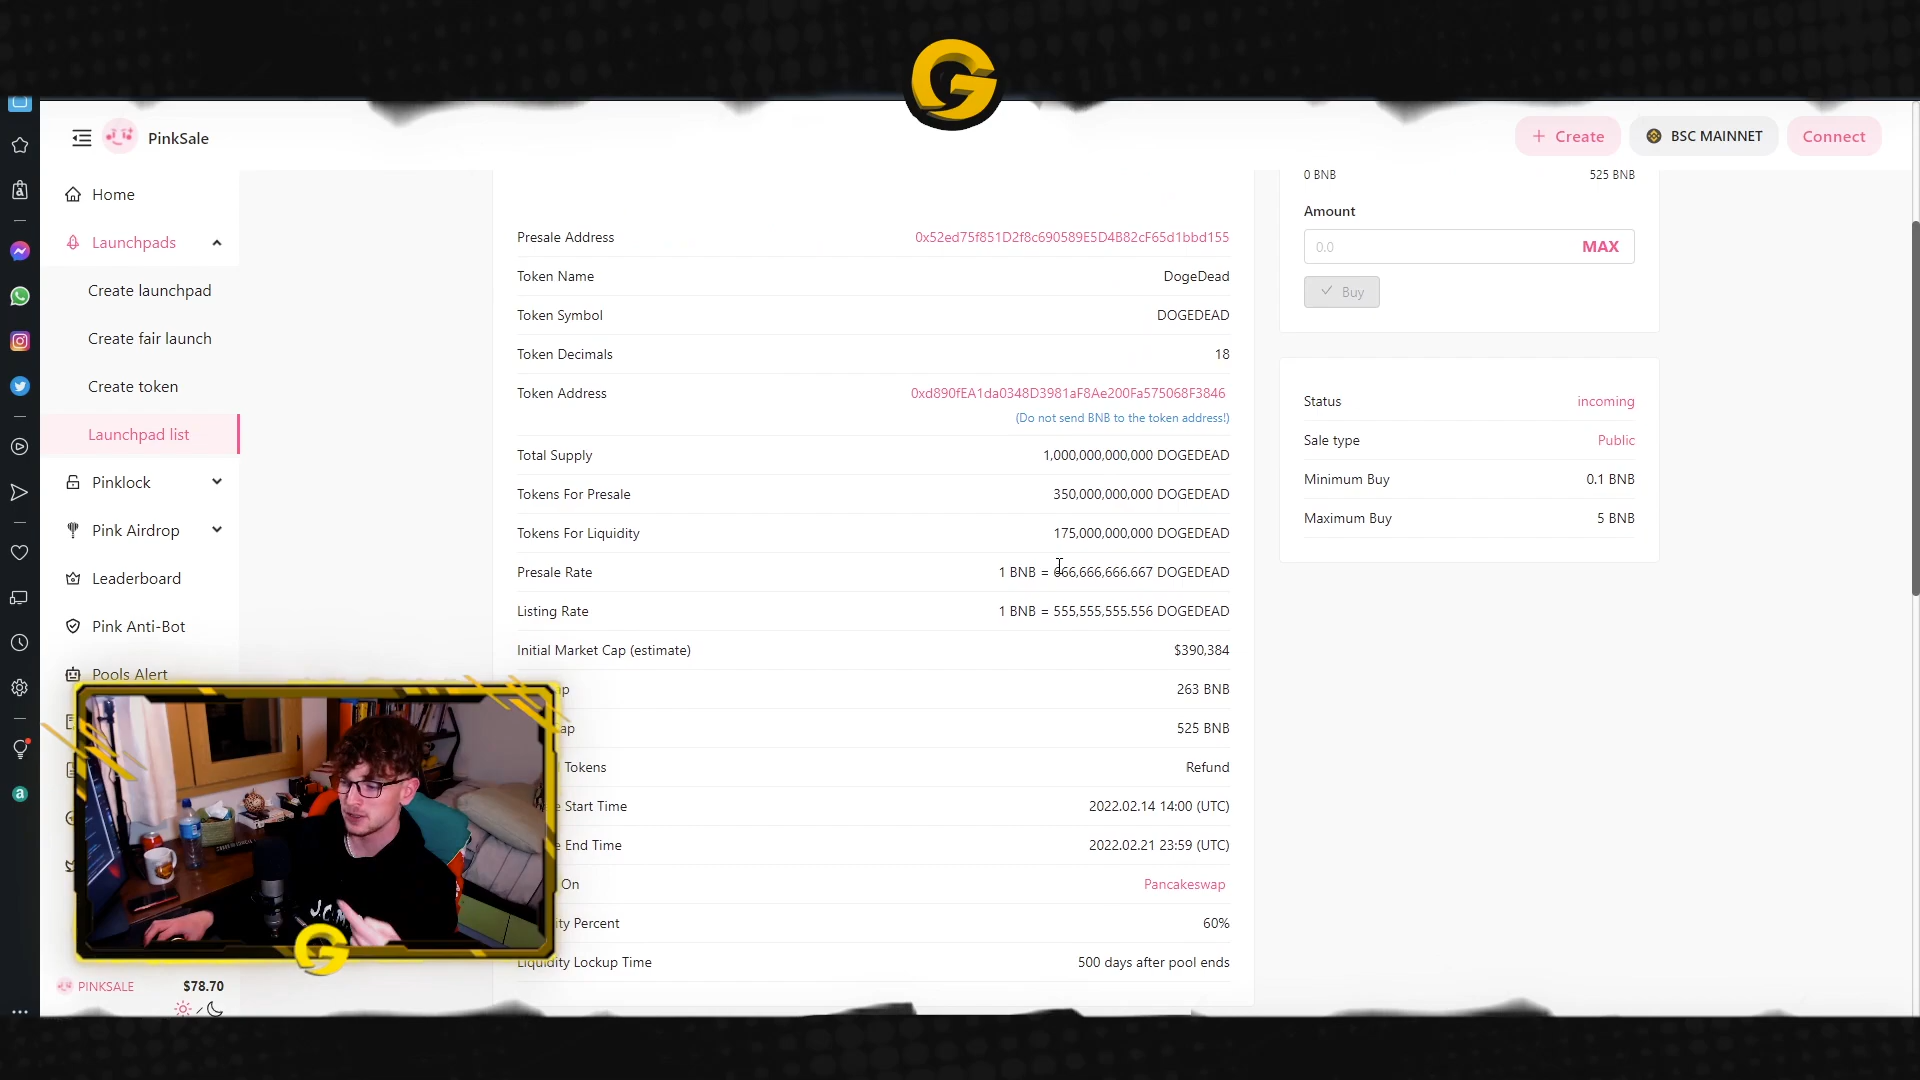 G
PinkSale
+ Create
BSC MAINNET
Connect
Home
Launchpads
Create launchpad
Create fair launch
Create token
Launchpad list
Pinklock
Pink Airdrop
Leaderboard
Pink Anti-Bot
Pools Alert
PINKSALE $78.70
Presale Address 0x52ed75f851D2f8c690589E5D4B82cF65d1bbd155
Token Name DogeDead
Token Symbol DOGEDEAD
Token Decimals 18
Token Address 0xd890fEA1da0348D3981aF8Ae200Fa575068F3846
(Do not send BNB to the token address!)
Total Supply 1,000,000,000,000 DOGEDEAD
Tokens For Presale 350,000,000,000 DOGEDEAD
Tokens For Liquidity 175,000,000,000 DOGEDEAD
Presale Rate 1 BNB = 666,666,666.667 DOGEDEAD
Listing Rate 1 BNB = 555,555,555.556 DOGEDEAD
Initial Market Cap (estimate) $390,384
ap 263 BNB
ap 525 BNB
Tokens Refund
e Start Time 2022.02.14 14:00 (UTC)
e End Time 2022.02.21 23:59 (UTC)
On Pancakeswap
ity Percent 60%
Liquidity Lockup Time 500 days after pool ends
0 BNB 525 BNB
Amount
0.0 MAX
Buy
Status incoming
Sale type Public
Minimum Buy 0.1 BNB
Maximum Buy 5 BNB
G